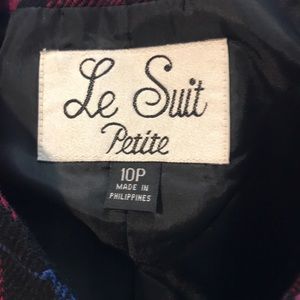 Le Suit
Petite
10P
MADE IN
PHILIPPINES